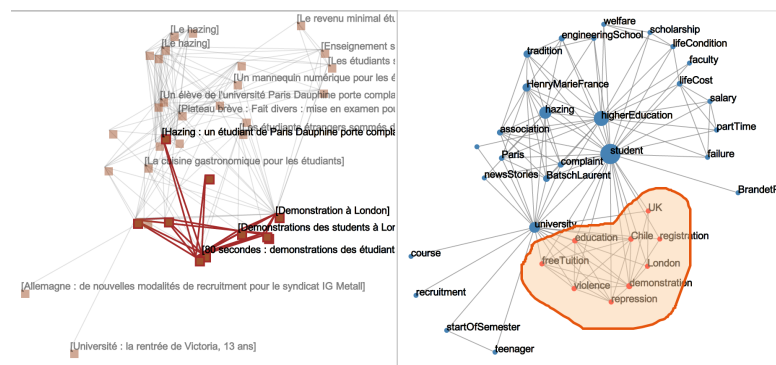 [Le revenu minimal étu
[Le hazing]
[Le hazing]
[Enseignement s
[Les étudiants s
[Un mannequin numérique pour les é
[Un élève de l'université Paris Dauphine porte compla
[Plateau brève : Fait divers : mise en examen pou
[Les étudiants étrangers sommés d
[Hazing : un étudiant de Paris Dauphine porte compla
[La cuisine gastronomique pour les étudiants]
[Demonstration à London]
[Demonstrations des students à Lon
[80 secondes : demonstrations des étudiant
[Allemagne : de nouvelles modalités de recruitment pour le syndicat IG Metall]
[Université : la rentrée de Victoria, 13 ans]
welfare
scholarship
engineeringSchool
lifeCondition
tradition
faculty
lifeCost
HenryMarieFrance
salary
hazing
higherEducation
partTime
association
student
failure
Paris
complaint
newsStories
BatschLaurent
BrandetF
UK
university
education
Chile
registration
course
freeTuition
London
violence
demonstration
recruitment
repression
startOfSemester
teenager